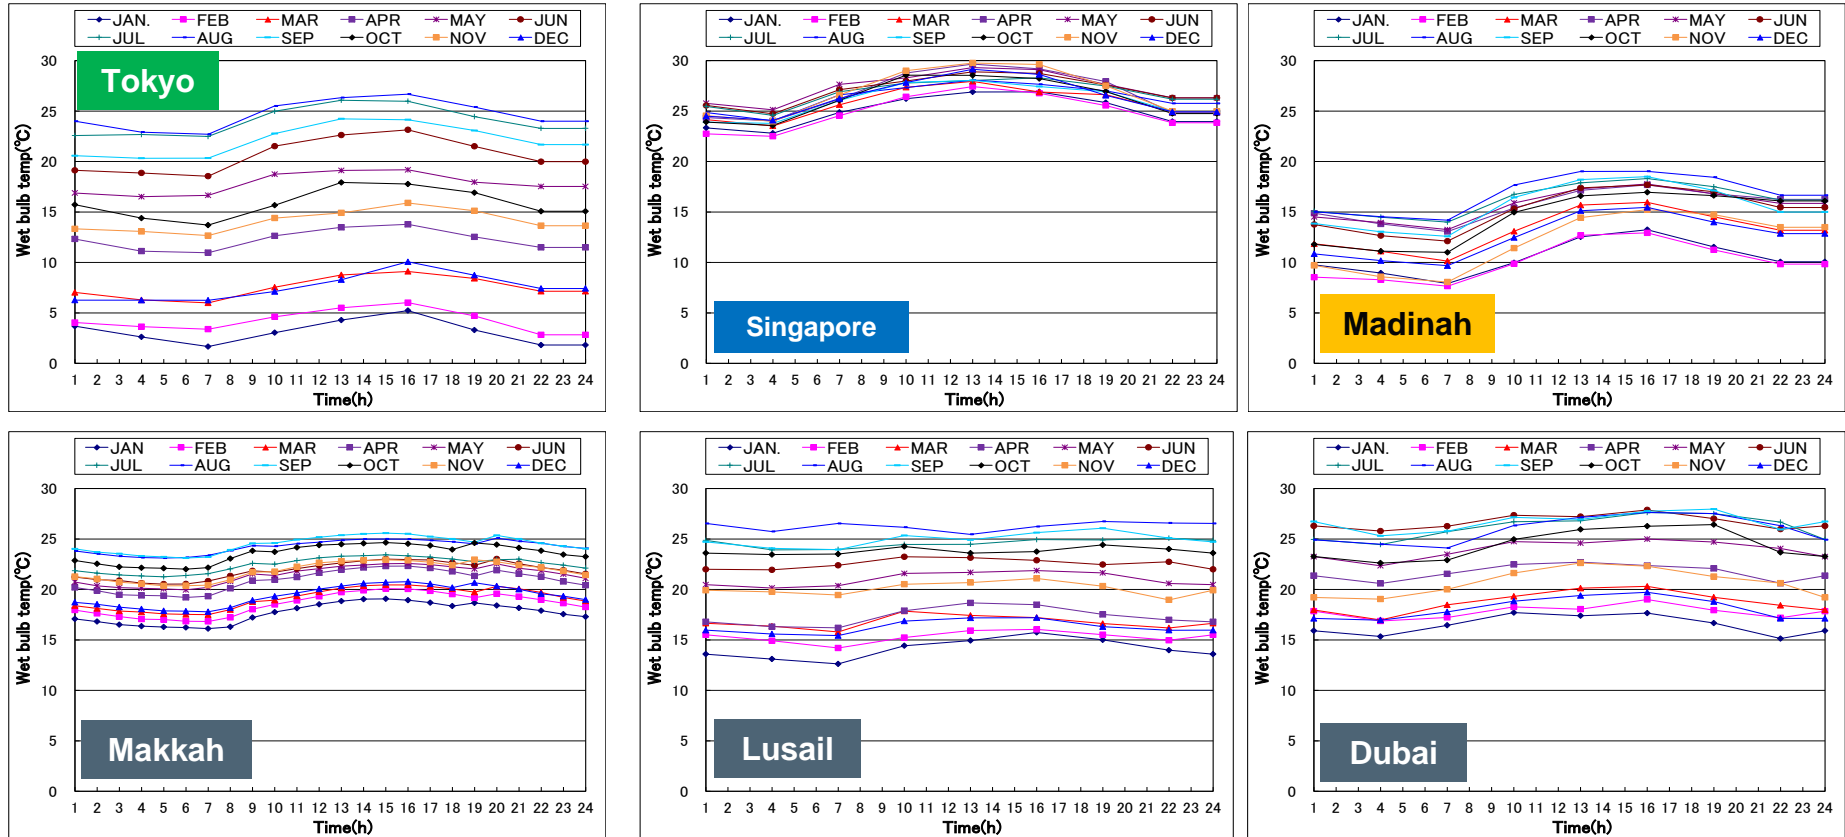 JAN. FEB MAR APR MAY JUN
JUL AUG SEP OCT NOV DEC
Tokyo
Wet bulb temp(℃)
30
25
20
15
10
5
0
1 2 3 4 5 6 7 8 9 10 11 12 13 14 15 16 17 18 19 20 21 22 23 24
Time(h)
JAN. FEB MAR APR MAY JUN
JUL AUG SEP OCT NOV DEC
Wet bulb temp(℃)
30
25
20
15
10
5
0
Singapore
1 2 3 4 5 6 7 8 9 10 11 12 13 14 15 16 17 18 19 20 21 22 23 24
Time(h)
JAN. FEB MAR APR MAY JUN
JUL AUG SEP OCT NOV DEC
Wet bulb temp(℃)
30
25
20
15
10
5
0
Madinah
1 2 3 4 5 6 7 8 9 10 11 12 13 14 15 16 17 18 19 20 21 22 23 24
Time(h)
JAN FEB MAR APR MAY JUN
JUL AUG SEP OCT NOV DEC
Wet bulb temp(℃)
30
25
20
15
10
5
0
Makkah
1 2 3 4 5 6 7 8 9 10 11 12 13 14 15 16 17 18 19 20 21 22 23 24
Time(h)
JAN. FEB MAR APR MAY JUN
JUL AUG SEP OCT NOV DEC
Wet bulb temp(℃)
30
25
20
15
10
5
0
Lusail
1 2 3 4 5 6 7 8 9 10 11 12 13 14 15 16 17 18 19 20 21 22 23 24
Time(h)
JAN. FEB MAR APR MAY JUN
JUL AUG SEP OCT NOV DEC
Wet bulb temp(℃)
30
25
20
15
10
5
0
Dubai
1 2 3 4 5 6 7 8 9 10 11 12 13 14 15 16 17 18 19 20 21 22 23 24
Time(h)